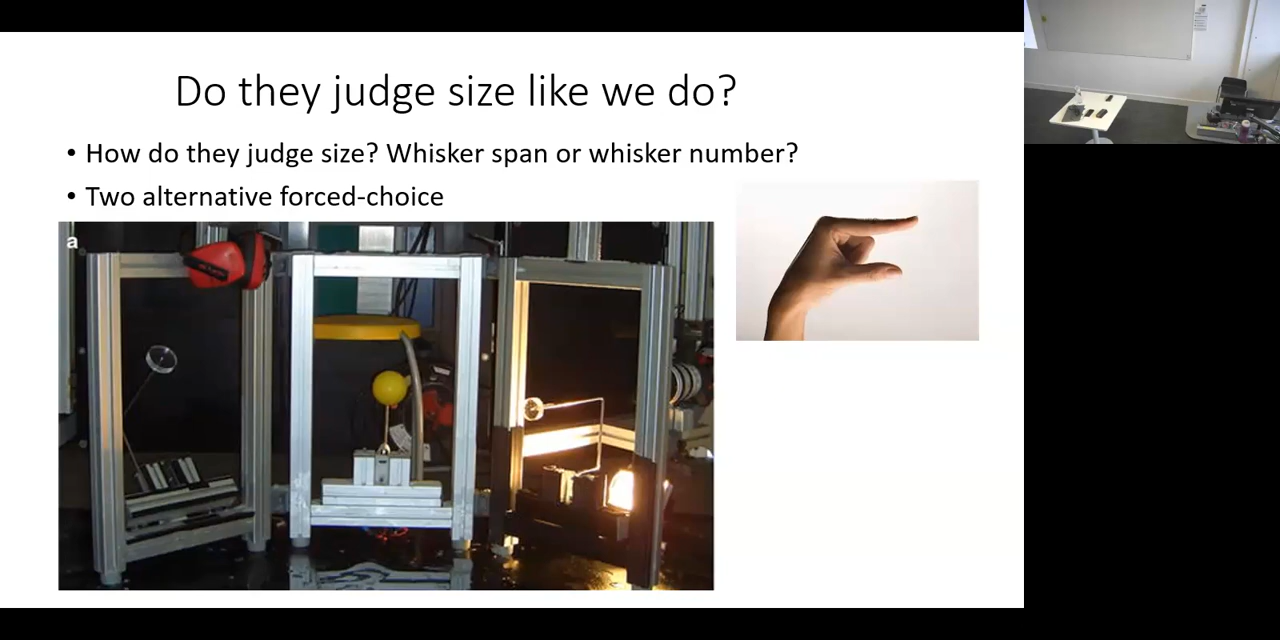 Do they judge size like we do?
• How do they judge size? Whisker span or whisker number?
• Two alternative forced-choice
a